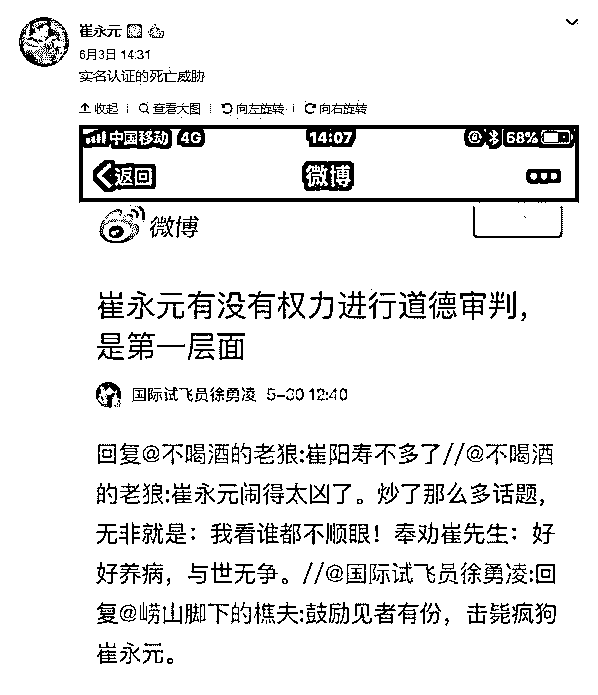 崔永元
6月3日 14:31
实名认证的死亡威胁
收起 | 查看大图 | 向左旋转 | 向右旋转
中国移动 4G 14:07 68%
返回 微博
微博
崔永元有没有权力进行道德审判，
是第一层面
国际试飞员徐勇凌 5-30 12:40
回复@不喝酒的老狼:崔阳寿不多了//@不喝酒
的老狼:崔永元闹得太凶了。炒了那么多话题，
无非就是：我看谁都不顺眼！奉劝崔先生：好
好养病，与世无争。//@国际试飞员徐勇凌:回
复@崂山脚下的樵夫:鼓励见者有份，击毙疯狗
崔永元。